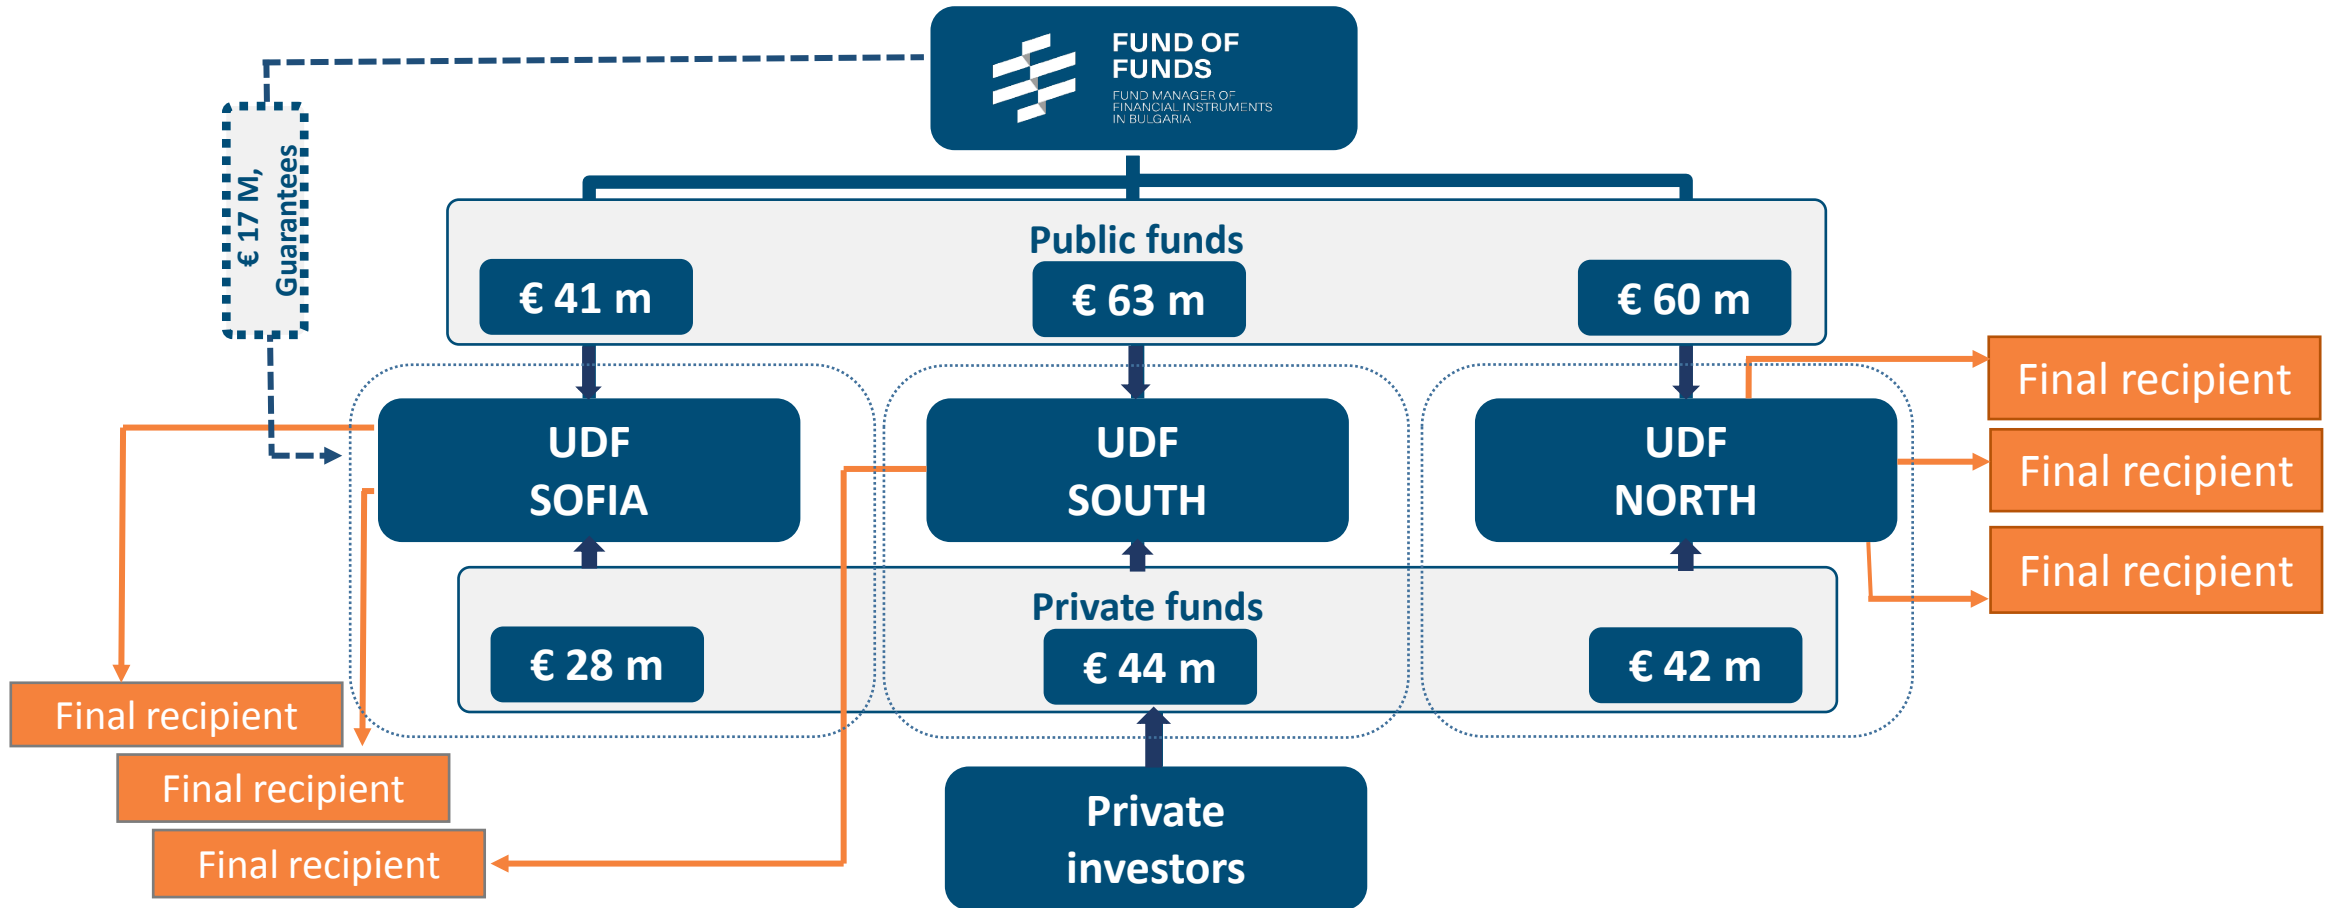 FUND OF
FUNDS
FUND MANAGER OF
FINANCIAL INSTRUMENTS
IN BULGARIA
€ 17 M,
Guarantees
Public funds
€ 41 m
€ 63 m
€ 60 m
UDF
SOFIA
UDF
SOUTH
UDF
NORTH
Final recipient
Final recipient
Final recipient
Private funds
€ 28 m
€ 44 m
€ 42 m
Final recipient
Final recipient
Final recipient
Private
investors